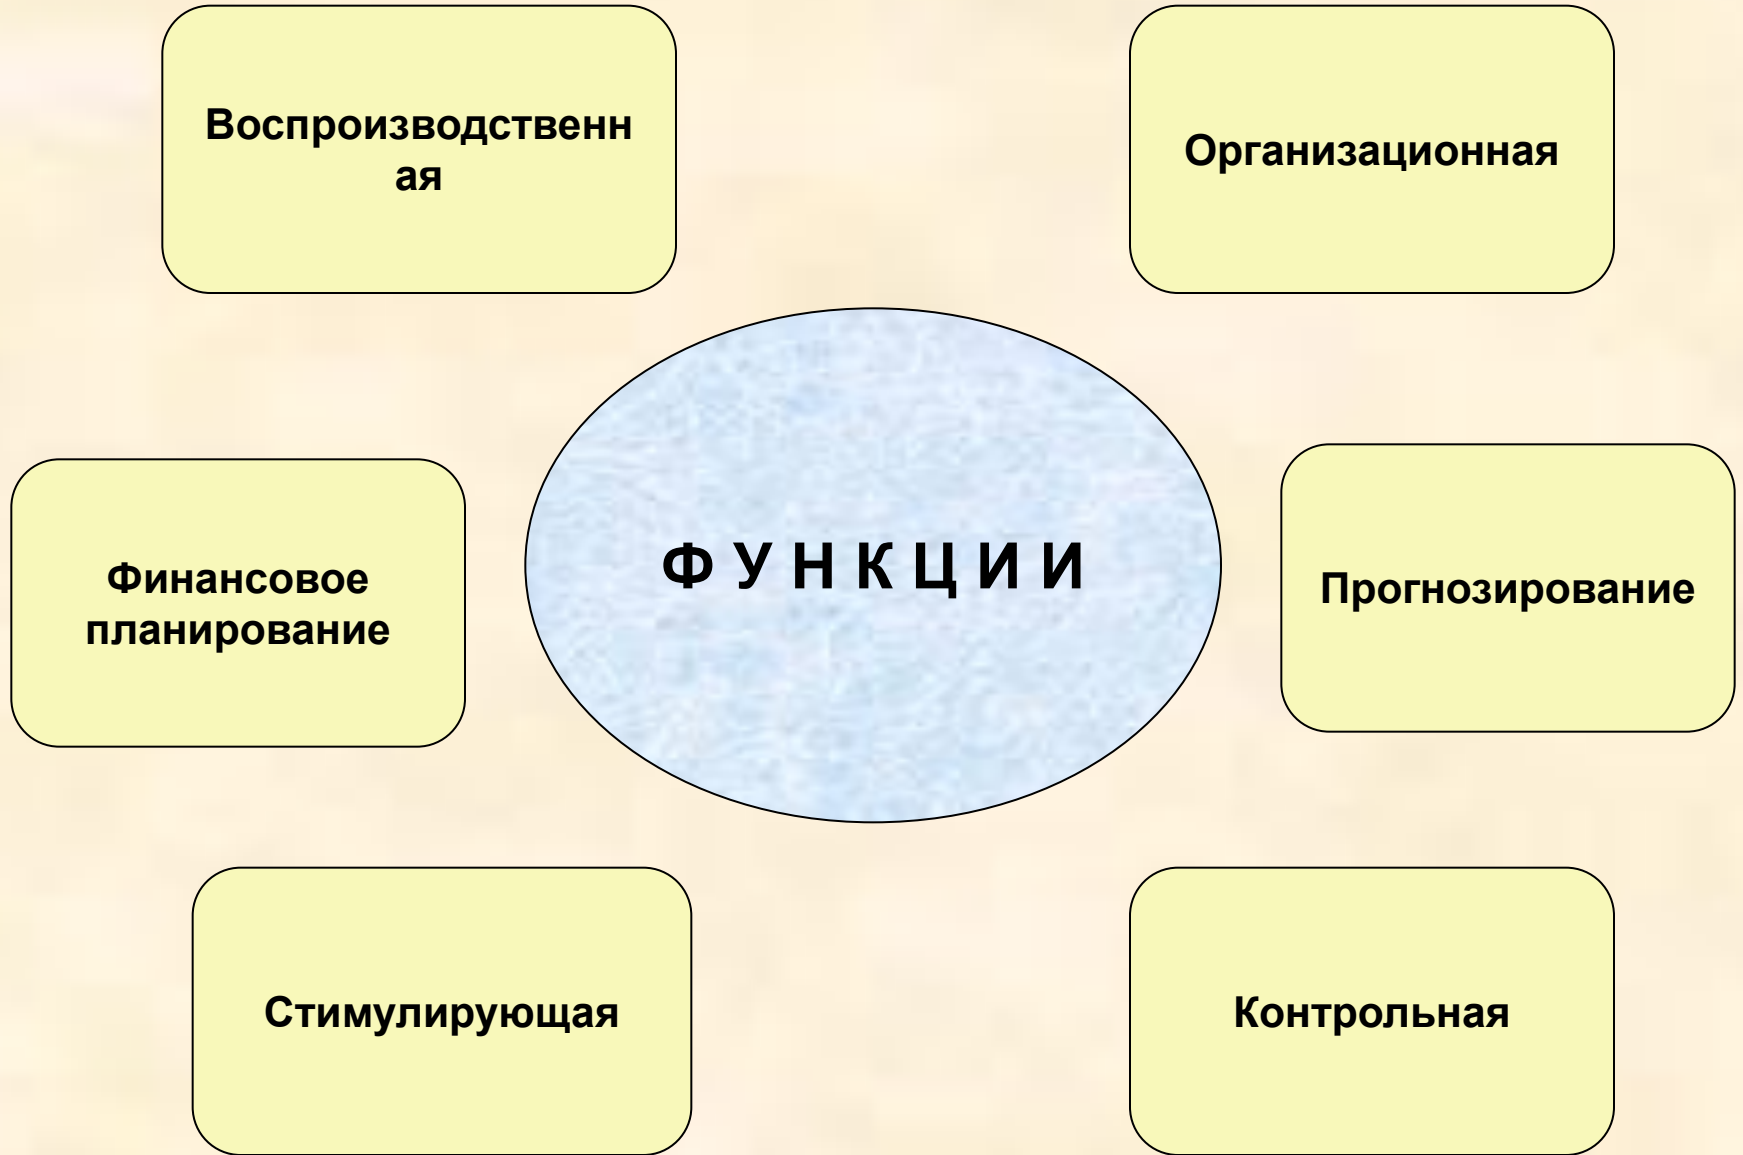 Воспроизводственн
ая
Организационная
Ф У Н К Ц И И
Финансовое
планирование
Прогнозирование
Стимулирующая
Контрольная